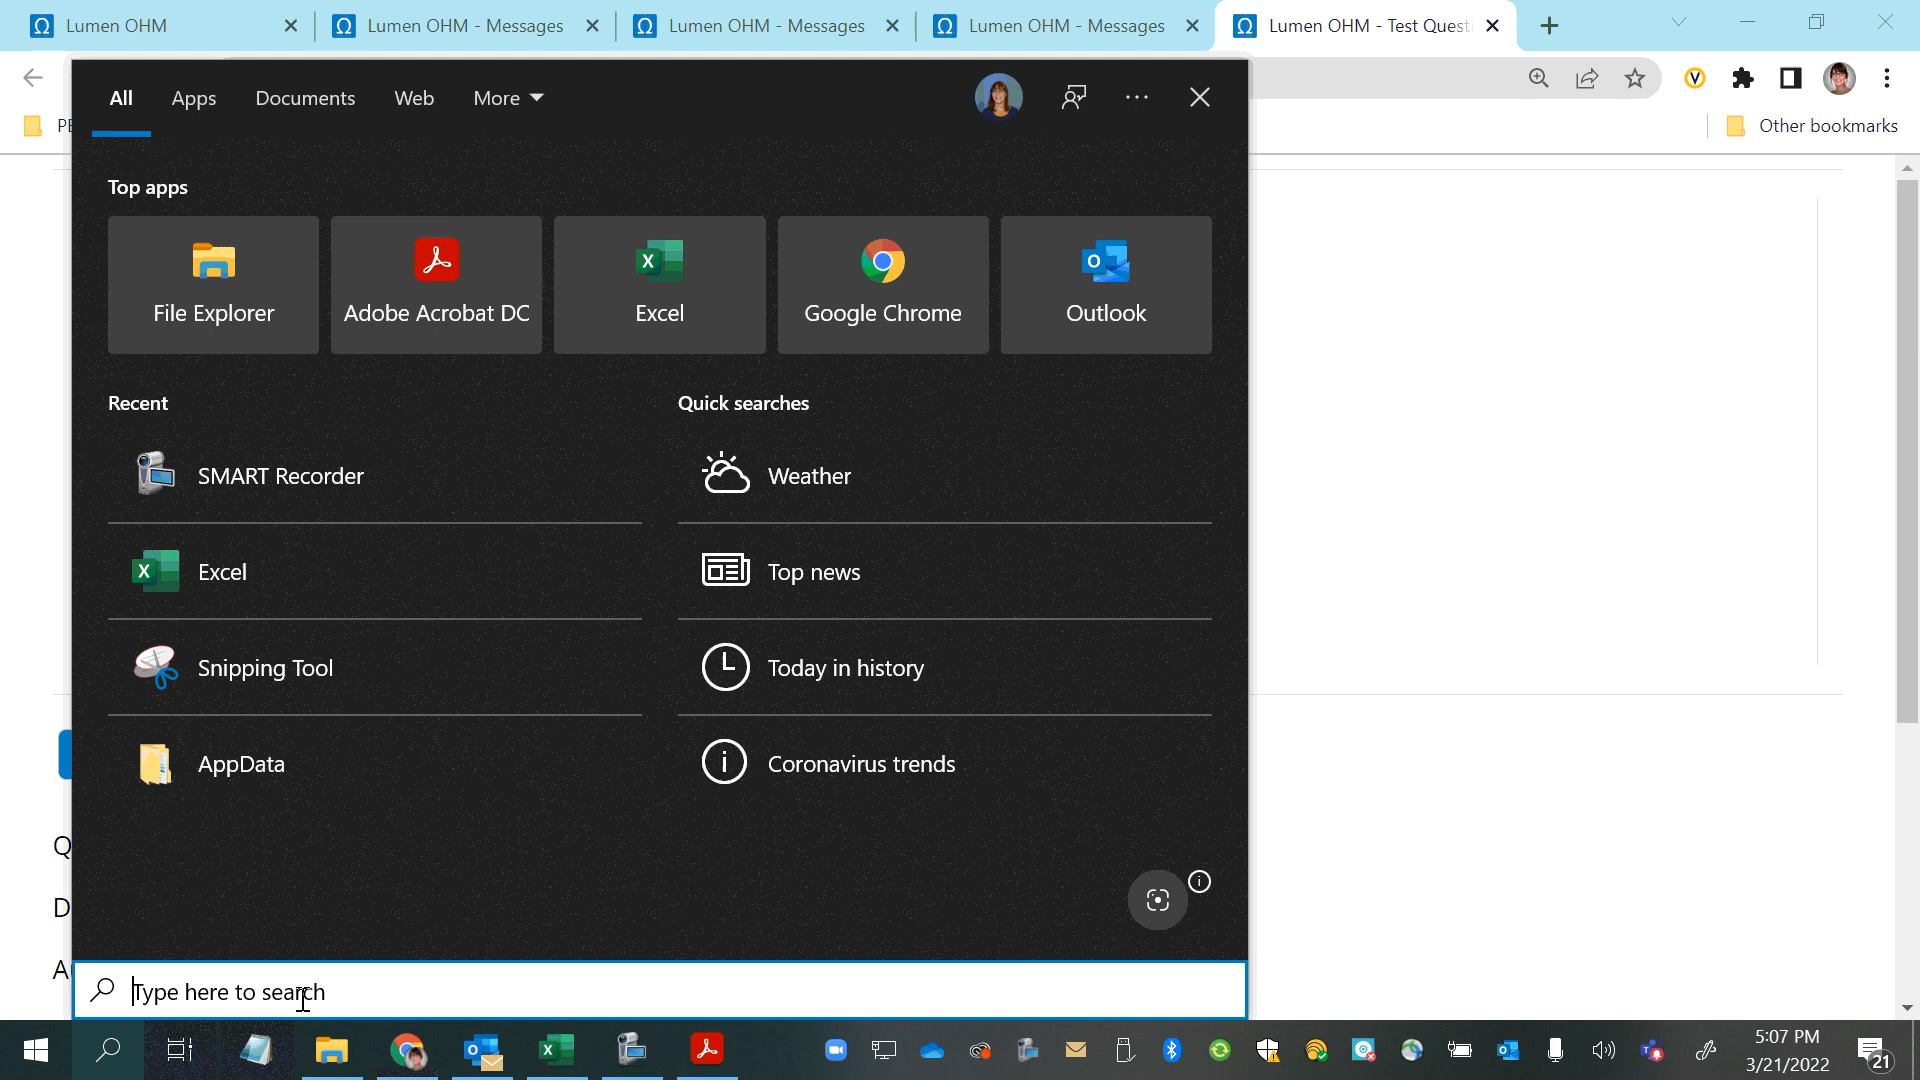 Lumen OHM
Lumen OHM - Messages
Lumen OHM - Messages
Lumen OHM - Messages
Lumen OHM - Test Quest
Other bookmarks
All
Apps
Documents
Web
More
Top apps
File Explorer
Adobe Acrobat DC
Excel
Google Chrome
Outlook
Recent
Quick searches
SMART Recorder
Weather
Excel
Top news
Snipping Tool
Today in history
AppData
Coronavirus trends
Q
D
Type here to search
5:07 PM
3/21/2022
21